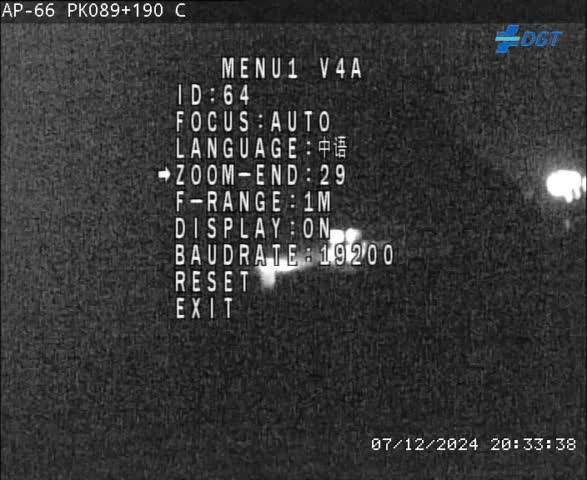 AP-66 PK089+190 C
DGT
MENU1 V4A
ID:64
FOCUS:AUTO
LANGUAGE:中语
ZOOM-END:29
F-RANGE:1M
DISPLAY:ON
BAUDRATE:19200
RESET
EXIT
07/12/2024 20:33:38